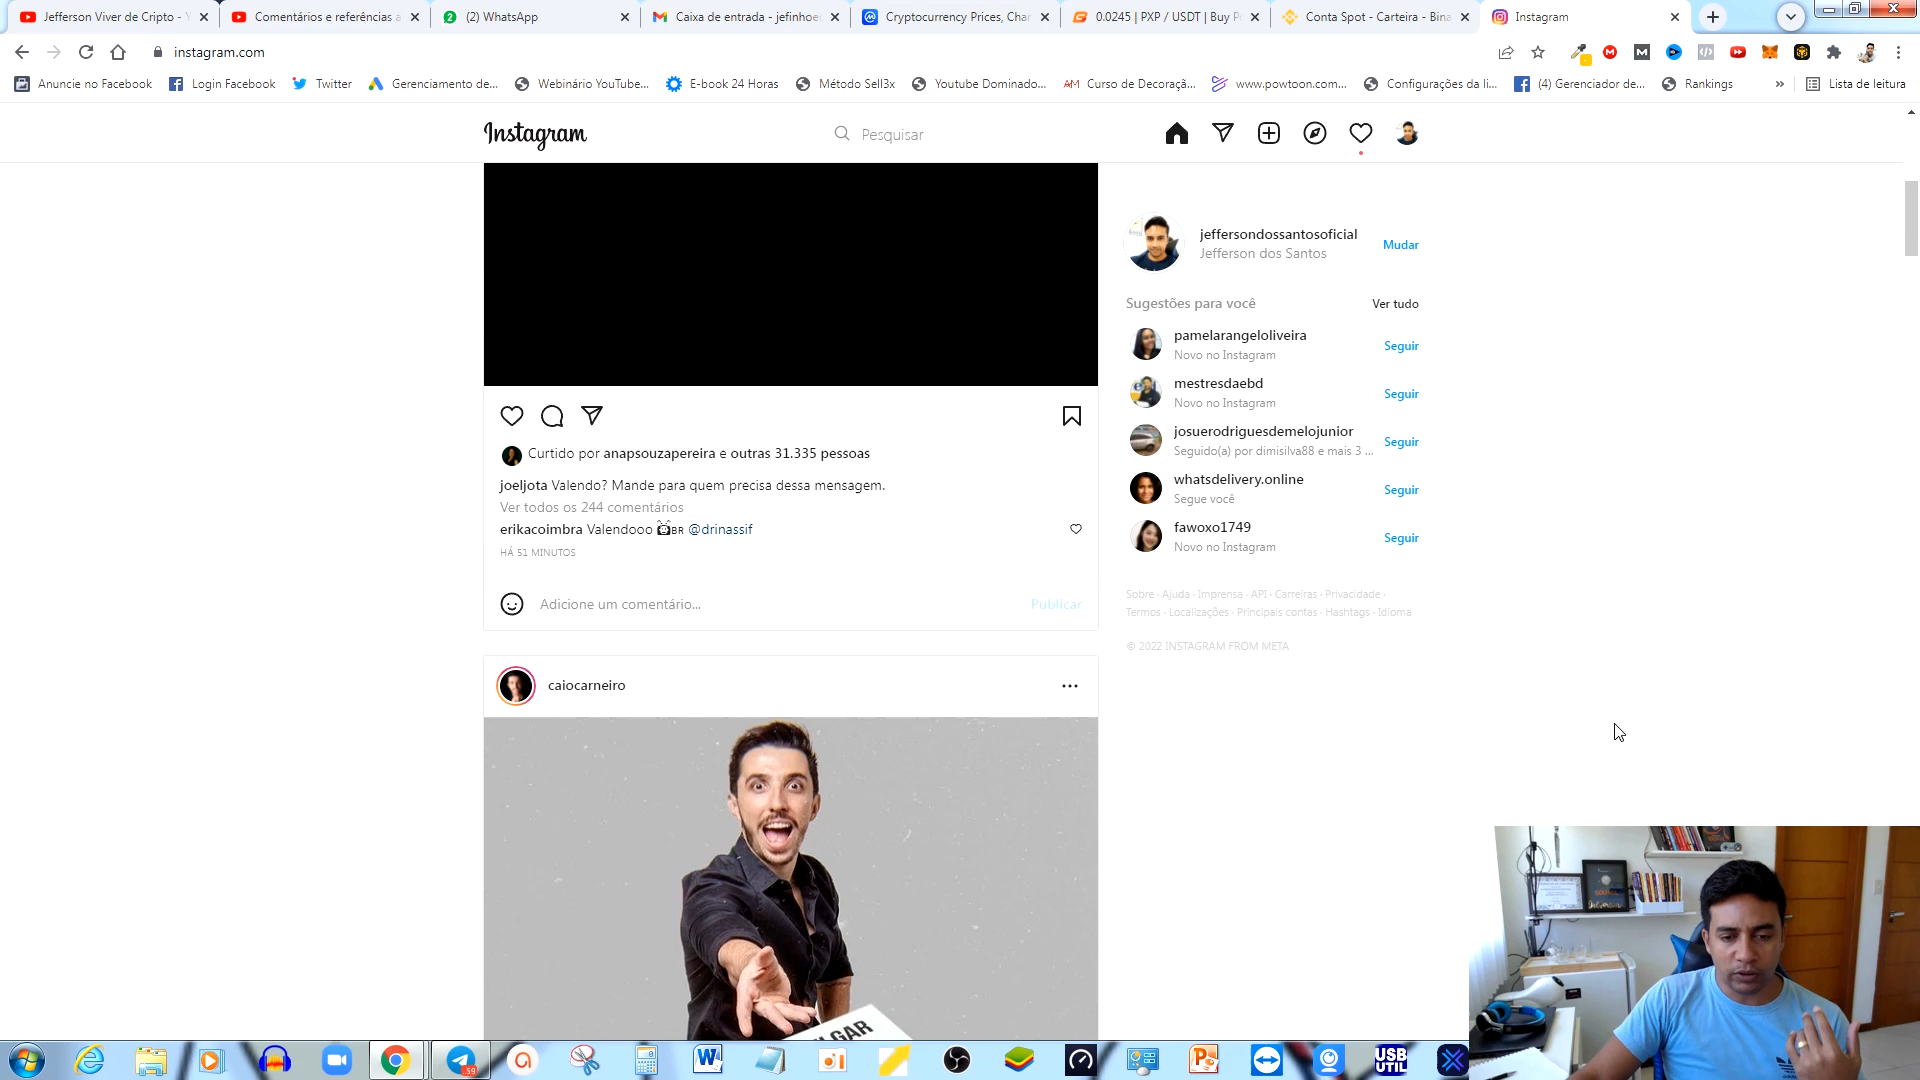 Jefferson Viver de Cripto - Y
Comentários e referências a
(2) WhatsApp
Caixa de entrada - jefinhoe
Cryptocurrency Prices, Char
0.0245 | PXP / USDT | Buy P
Conta Spot - Carteira - Bina
Instagram
instagram.com
Anuncie no Facebook
Login Facebook
Twitter
Gerenciamento de...
Webinário YouTube...
E-book 24 Horas
Método Sell3x
Youtube Dominado...
Curso de Decoraçã...
www.powtoon.com...
Configurações da li...
(4) Gerenciador de...
Rankings
»
Lista de leitura
Instagram
Pesquisar
Curtido por anapsouzapereira e outras 31.335 pessoas
joeljota Valendo? Mande para quem precisa dessa mensagem.
Ver todos os 244 comentários
erikacoimbra Valendooo BR @drinassif
HÁ 51 MINUTOS
Adicione um comentário...
Publicar
caiocarneiro
jeffersondossantosoficial
Jefferson dos Santos
Mudar
Sugestões para você
Ver tudo
pamelarangeloliveira
Novo no Instagram
Seguir
mestresdaebd
Novo no Instagram
Seguir
josuerodriguesdemelojunior
Seguido(a) por dimisilva88 e mais 3 ...
Seguir
whatsdelivery.online
Segue você
Seguir
fawoxo1749
Novo no Instagram
Seguir
Sobre · Ajuda · Imprensa · API · Carreiras · Privacidade ·
Termos · Localizações · Principais contas · Hashtags · Idioma
© 2022 INSTAGRAM FROM META
59
USB
UTIL